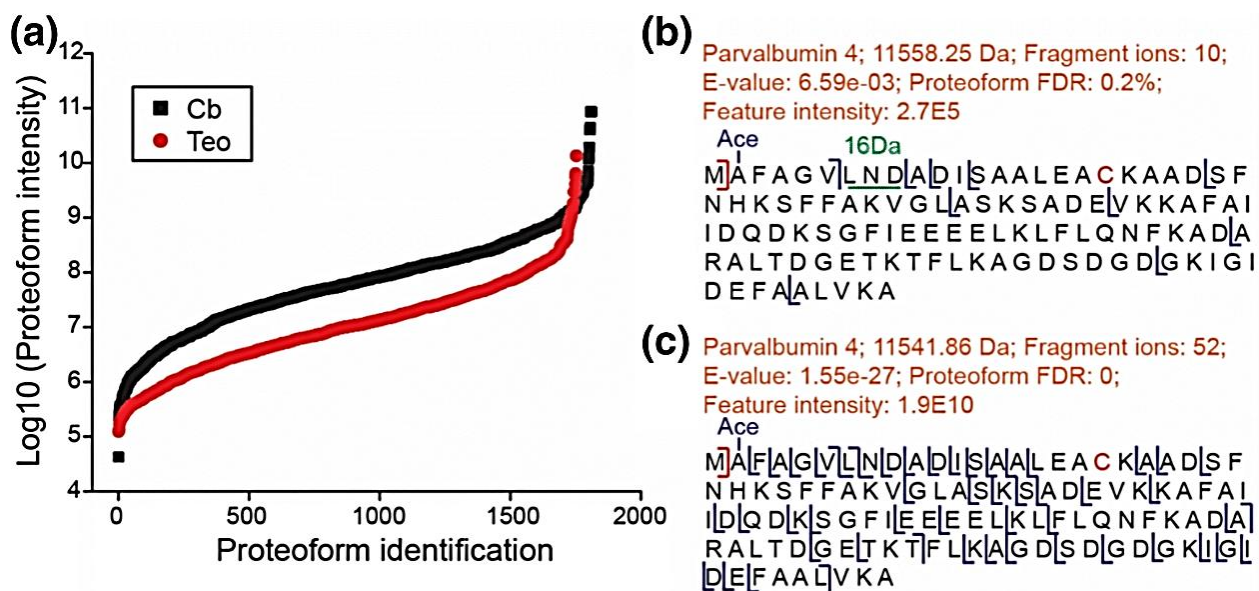 (a)
12
11
10
9
8
7
6
5
4
Log10 (Proteoform intensity)
Cb
Teo
0
500
1000
1500
2000
Proteoform identification
(b)
Parvalbumin 4; 11558.25 Da; Fragment ions: 10;
E-value: 6.59e-03; Proteoform FDR: 0.2%;
Feature intensity: 2.7E5
Ace
16Da
M A F A G V L N D A D I S A A L E A C K A A D S F
N H K S F F A K V G L A S K S A D E V K K A F A I
I D Q D K S G F I E E E E L K L F L Q N F K A D A
R A L T D G E T K T F L K A G D S D G D G K I G I
D E F A A L V K A
(c)
Parvalbumin 4; 11541.86 Da; Fragment ions: 52;
E-value: 1.55e-27; Proteoform FDR: 0;
Feature intensity: 1.9E10
Ace
M A F A G V L N D A D I S A A L E A C K A A D S F
N H K S F F A K V G L A S K S A D E V K K A F A I
I D Q D K S G F I E E E E L K L F L Q N F K A D A
R A L T D G E T K T F L K A G D S D G D G K I G I
D E F A A L V K A